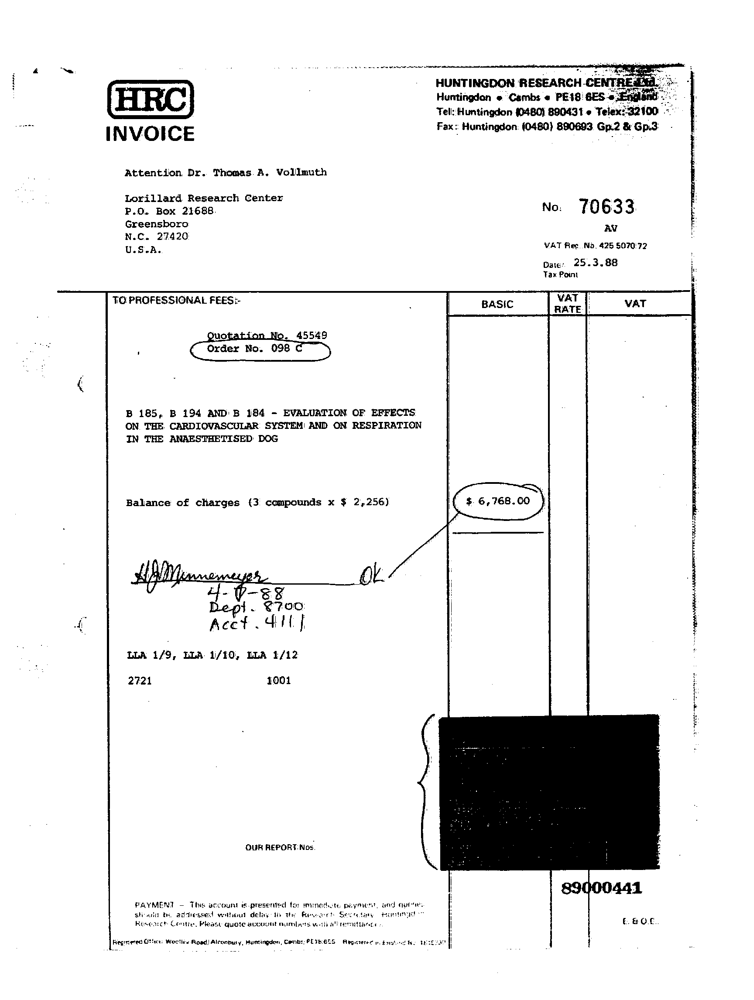 HRC
INVOICE
HUNTINGDON RESEARCH CENTRE Ltd.
Huntingdon • Cambs • PE18 6ES • England
Tel: Huntingdon (0480) 890431 • Telex: 32100
Fax: Huntingdon (0480) 890693 Gp.2 & Gp.3
Attention Dr. Thomas A. Vollmuth
Lorillard Research Center
P.O. Box 21688
Greensboro
N.C. 27420
U.S.A.
No: 70633
AV
VAT Reg. No. 425 5070 72
Date: 25.3.88
Tax Point
TO PROFESSIONAL FEES:-
BASIC
VAT RATE
VAT
Quotation No. 45549
Order No. 098 C
B 185, B 194 AND B 184 - EVALUATION OF EFFECTS
ON THE CARDIOVASCULAR SYSTEM AND ON RESPIRATION
IN THE ANAESTHETISED DOG
Balance of charges (3 compounds x $ 2,256) $ 6,768.00
HJMinnemeyer OK
4- -88
Dept. 8700
Acct. 4111
LLA 1/9, LLA 1/10, LLA 1/12
2721 1001
OUR REPORT Nos.
89000441
PAYMENT – This account is presented for immediate payment, and queries
should be addressed without delay to the Research Secretary, Huntingdon
Research Centre. Please quote account numbers with all remittances.
E. & O.E.
Registered Office: Woolley Road, Alconbury, Huntingdon, Cambs, PE18 6ES Registered in England No.